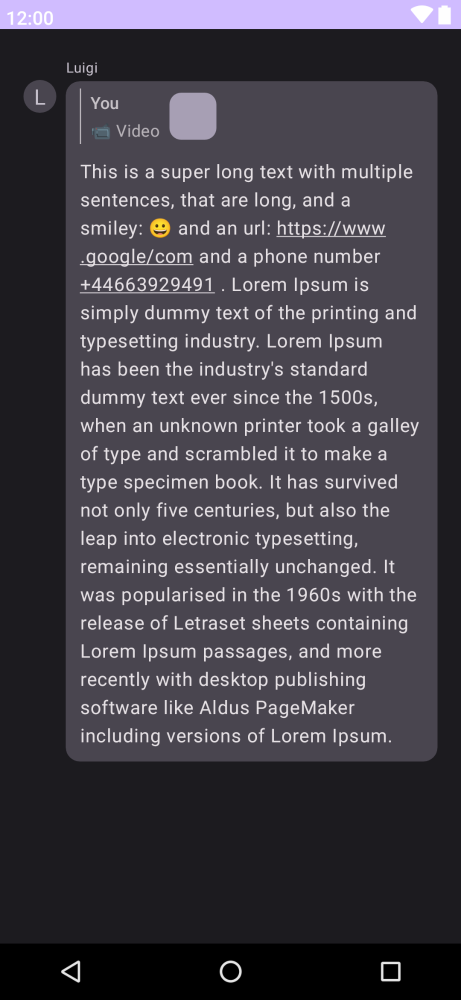 12:00
Luigi
L
You
📹 Video
This is a super long text with multiple
sentences, that are long, and a
smiley: 😀 and an url: https://www
.google/com and a phone number
+44663929491 . Lorem Ipsum is
simply dummy text of the printing and
typesetting industry. Lorem Ipsum
has been the industry's standard
dummy text ever since the 1500s,
when an unknown printer took a galley
of type and scrambled it to make a
type specimen book. It has survived
not only five centuries, but also the
leap into electronic typesetting,
remaining essentially unchanged. It
was popularised in the 1960s with the
release of Letraset sheets containing
Lorem Ipsum passages, and more
recently with desktop publishing
software like Aldus PageMaker
including versions of Lorem Ipsum.